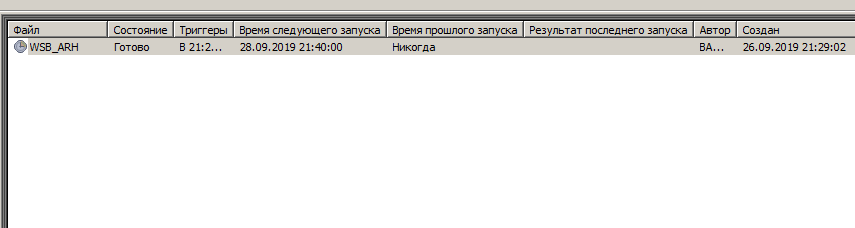 Файл Состояние Триггеры Время следующего запуска Время прошлого запуска Результат последнего запуска Автор Создан
WSB_ARH Готово В 21:2... 28.09.2019 21:40:00 Никогда BA... 26.09.2019 21:29:02